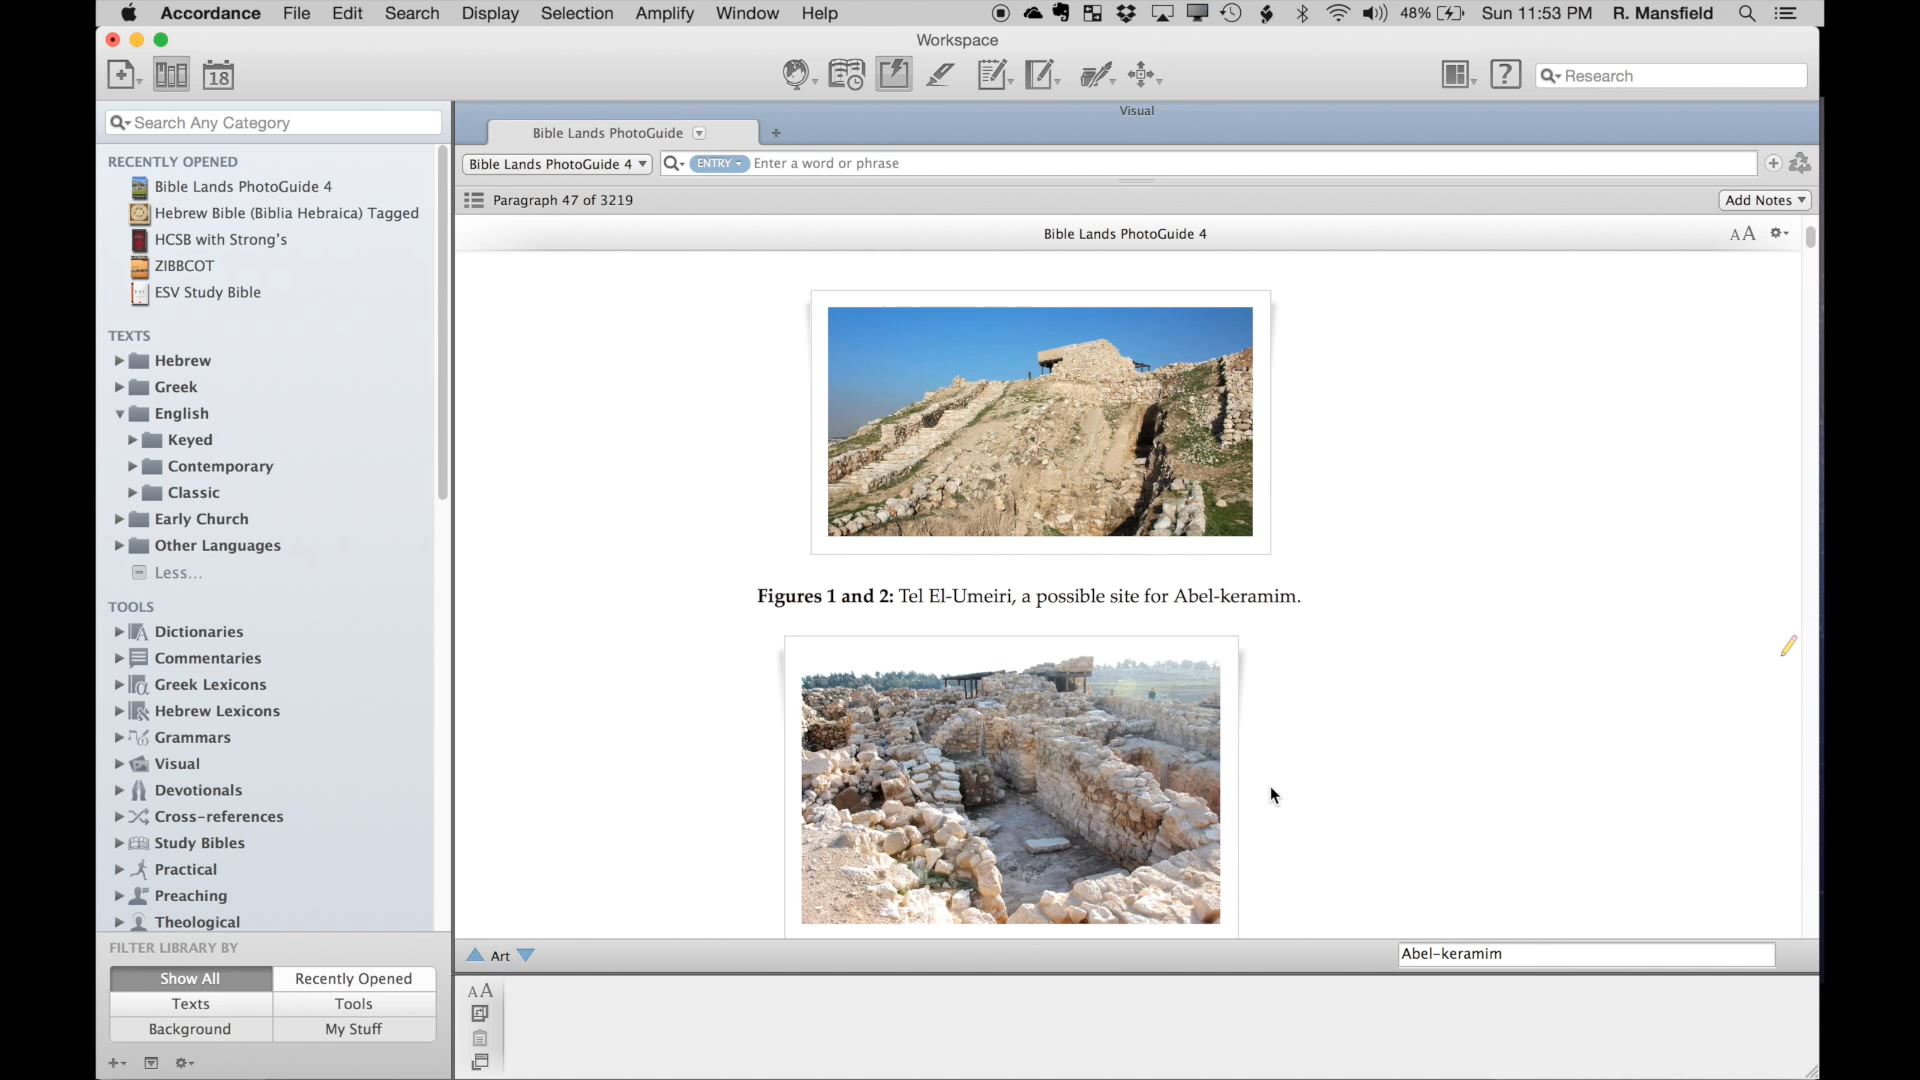 Accordance File Edit Search Display Selection Amplify Window Help 48% Sun 11:53 PM R. Mansfield
Workspace
18
Research
Search Any Category
RECENTLY OPENED
Bible Lands PhotoGuide 4
Hebrew Bible (Biblia Hebraica) Tagged
HCSB with Strong's
ZIBBCOT
ESV Study Bible
TEXTS
Hebrew
Greek
English
Keyed
Contemporary
Classic
Early Church
Other Languages
Less...
TOOLS
Dictionaries
Commentaries
Greek Lexicons
Hebrew Lexicons
Grammars
Visual
Devotionals
Cross-references
Study Bibles
Practical
Preaching
Theological
FILTER LIBRARY BY
Show All Recently Opened
Texts Tools
Background My Stuff
Visual
Bible Lands PhotoGuide
Bible Lands PhotoGuide 4 ENTRY Enter a word or phrase
Paragraph 47 of 3219 Add Notes
Bible Lands PhotoGuide 4 AA
Figures 1 and 2: Tel El-Umeiri, a possible site for Abel-keramim.
Art Abel-keramim
AA